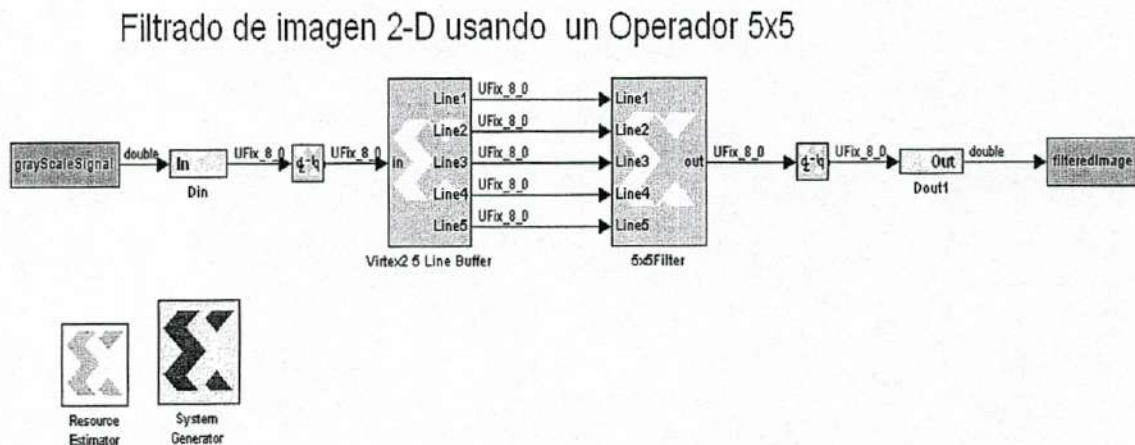 Filtrado de imagen 2-D usando un Operador 5x5
grayScaleSignal
double
In
Din
UFix_8_0
UFix_8_0
in
Line1
Line2
Line3
Line4
Line5
Virtex2 5 Line Buffer
UFix_8_0
UFix_8_0
UFix_8_0
UFix_8_0
UFix_8_0
Line1
Line2
Line3
Line4
Line5
out
5x5Filter
UFix_8_0
UFix_8_0
Out
Dout1
double
filteredImage
Resource
Estimator
System
Generator